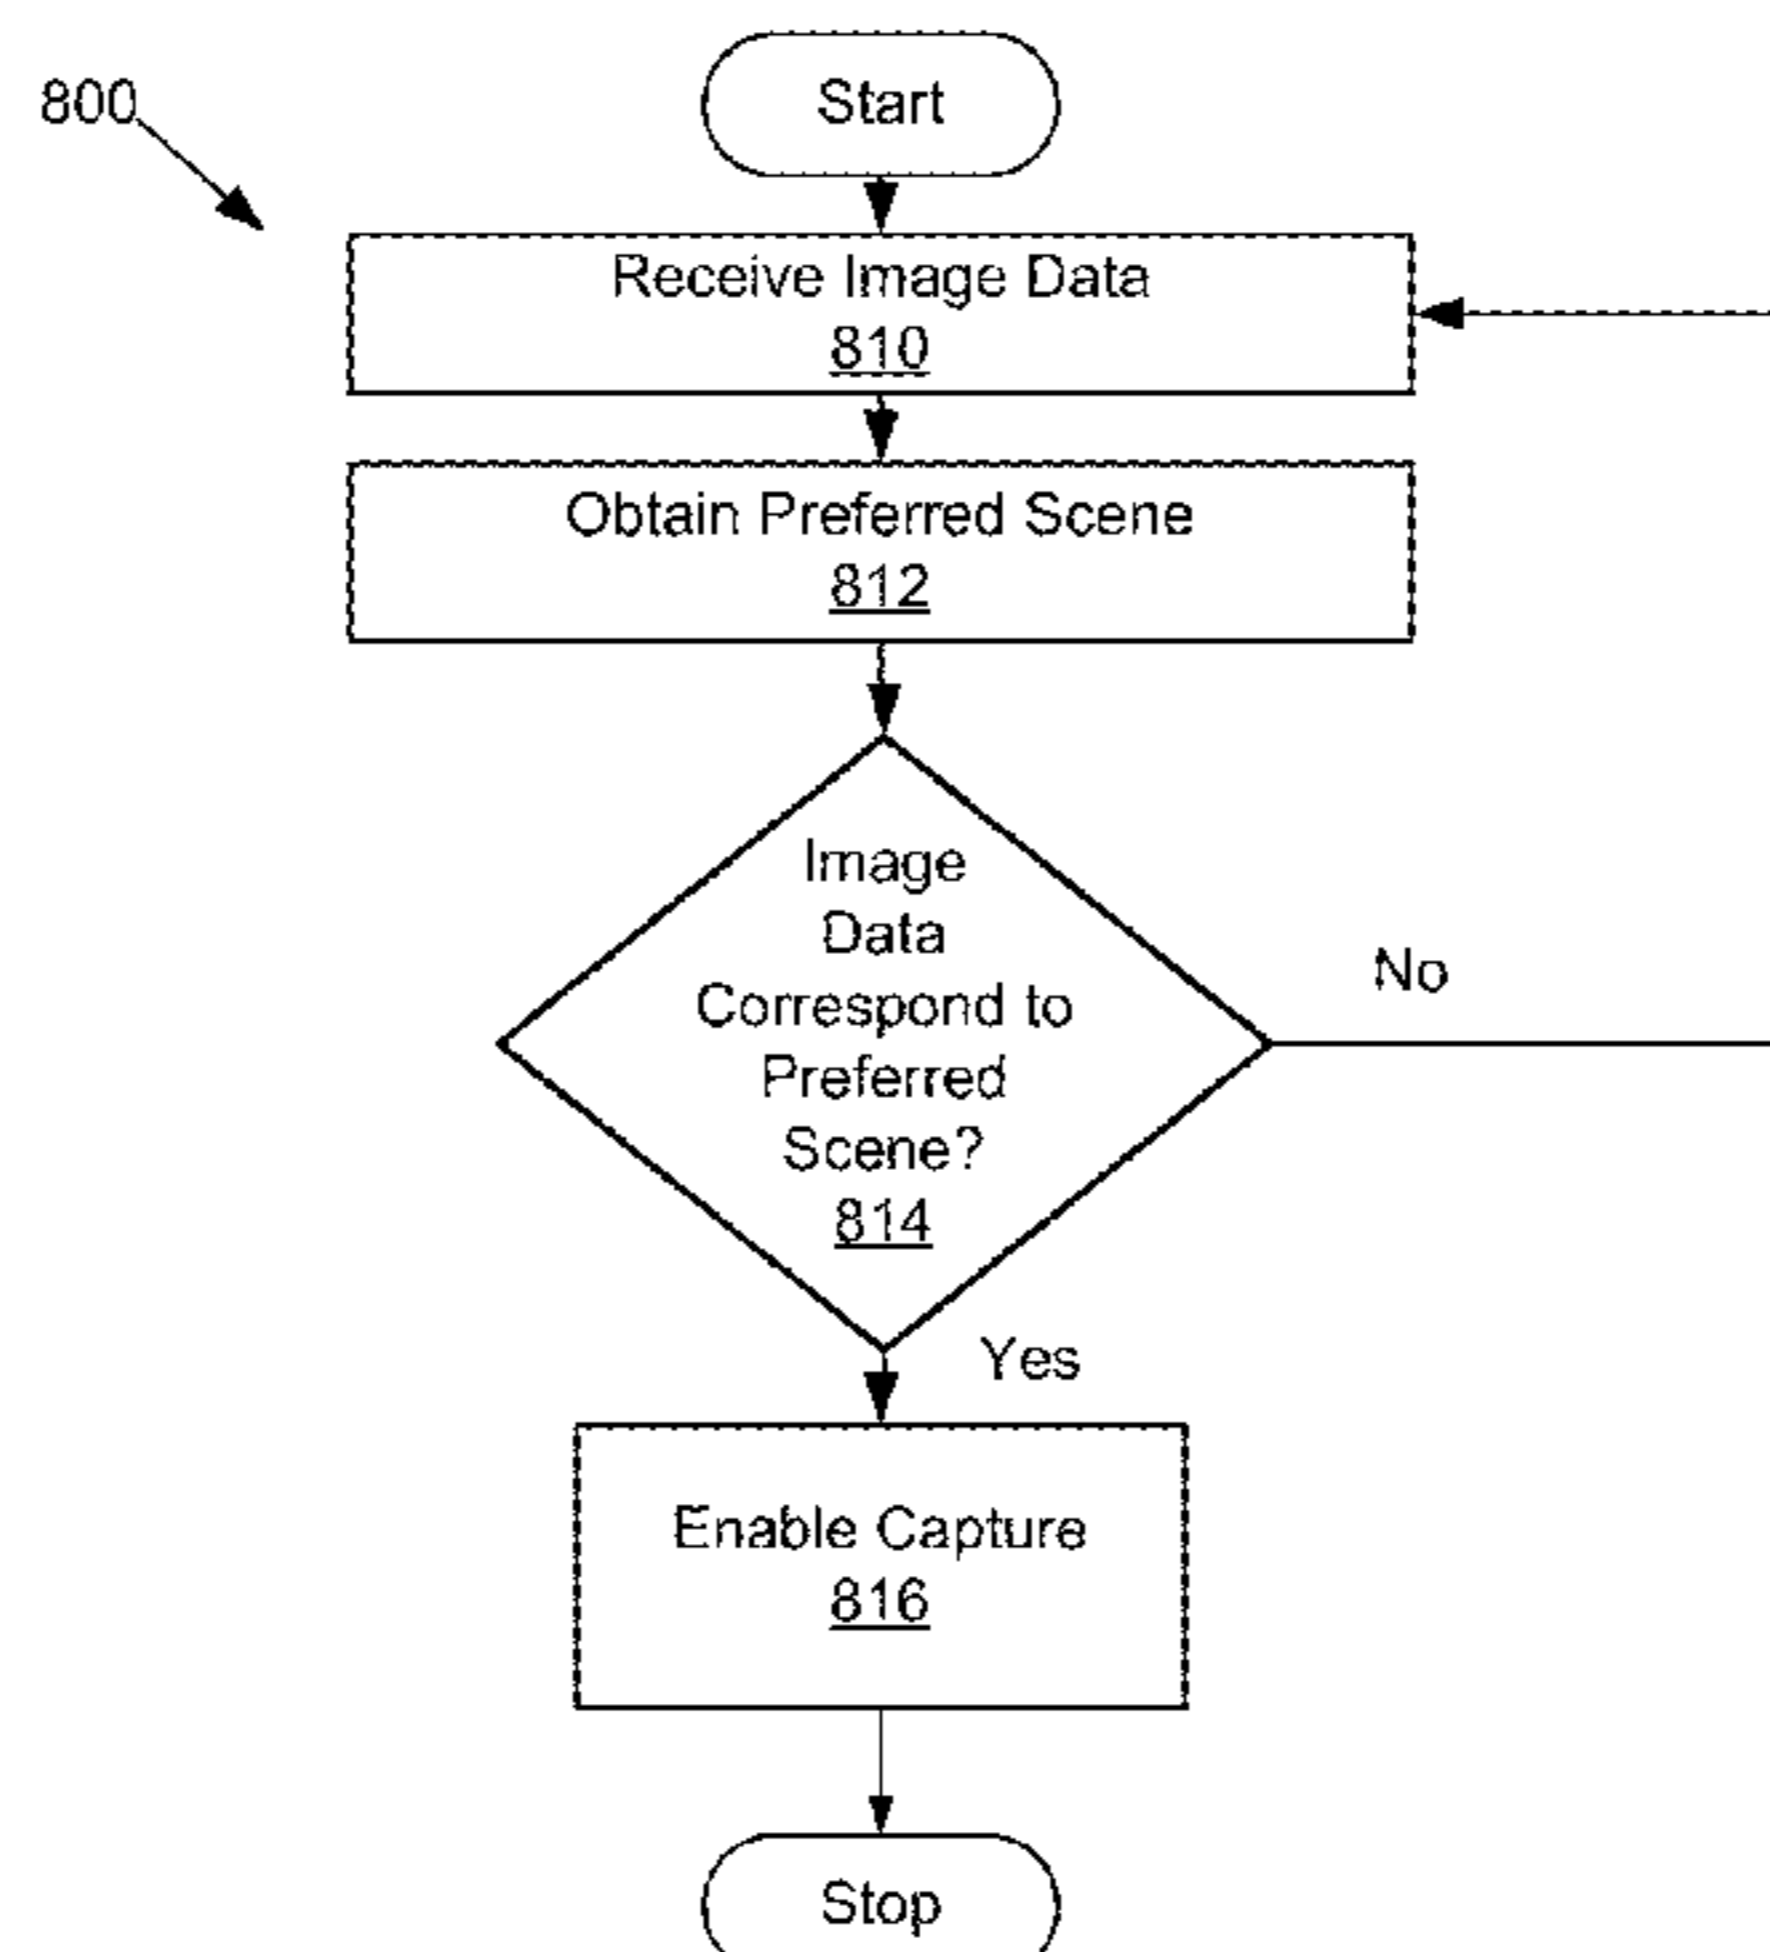 800
Start
Receive Image Data
810
Obtain Preferred Scene
812
Image
Data
Correspond to
Preferred
Scene?
814
No
Yes
Enable Capture
816
Stop